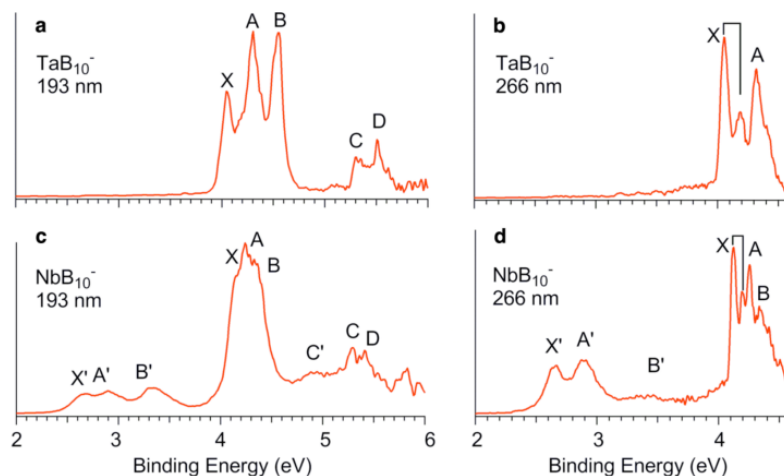 a
TaB10-
193 nm
X
A
B
C
D
b
TaB10-
266 nm
X
A
c
NbB10-
193 nm
X'
A'
B'
X
A
B
C'
C
D
2
3
4
5
6
Binding Energy (eV)
d
NbB10-
266 nm
X'
A'
B'
X
A
B
2
3
4
Binding Energy (eV)